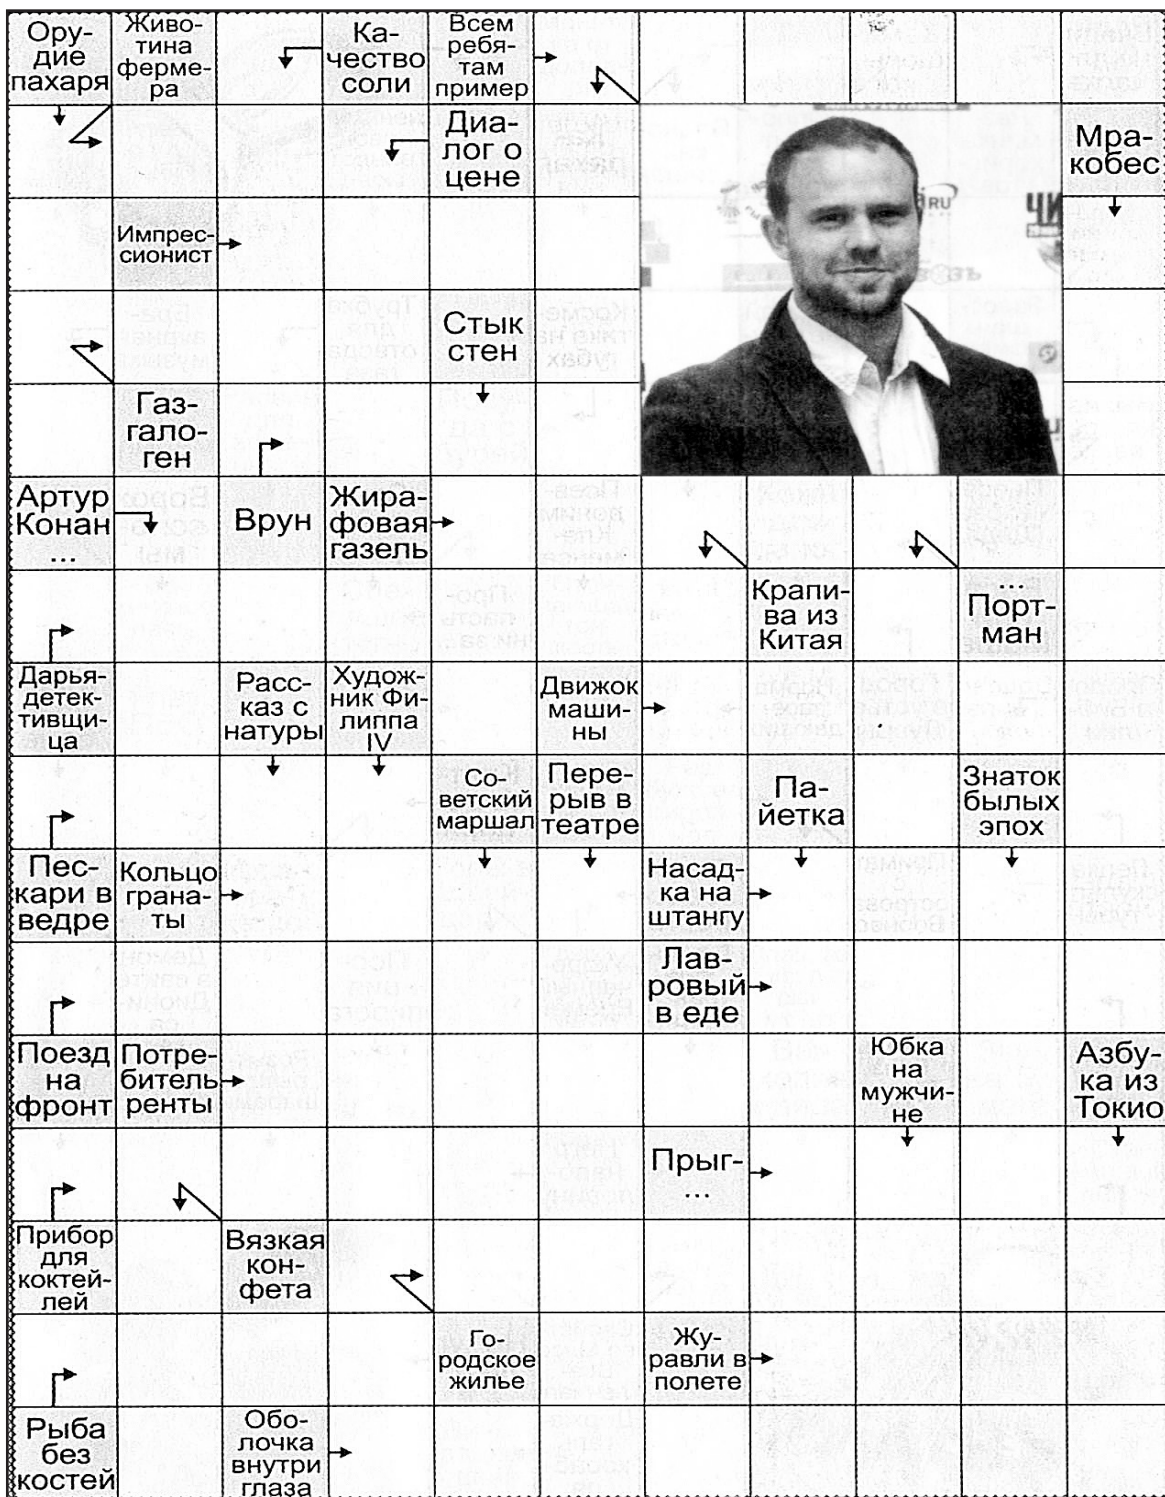 Ору-
дие
пахаря
Живо-
тина
ферме-
ра
Ка-
чество
соли
Всем
ребя-
там
пример
Диа-
лог о
цене
Мра-
кобес
RU
Импрес-
сионист
Стык
стен
Газ-
гало-
ген
Артур
Конан
...
Врун
Жира-
фовая
газель
Крапи-
ва из
Китая
...
Порт-
ман
Дарья-
детек-
тивщи-
ца
Расс-
каз с
натуры
Худож-
ник Фи-
липпа
IV
Движок
маши-
ны
Со-
ветский
маршал
Пере-
рыв в
театре
Па-
йетка
Знаток
былых
эпох
Пес-
кари в
ведре
Кольцо
грана-
ты
Насад-
ка на
штангу
Лав-
ровый
в еде
Поезд
на
фронт
Потре-
битель
ренты
Юбка
на
мужчи-
не
Азбу-
ка из
Токио
Прыг-
...
Прибор
для
коктей-
лей
Вязкая
кон-
фета
Го-
родское
жилье
Жу-
равли в
полете
Рыба
без
костей
Обо-
лочка
внутри
глаза